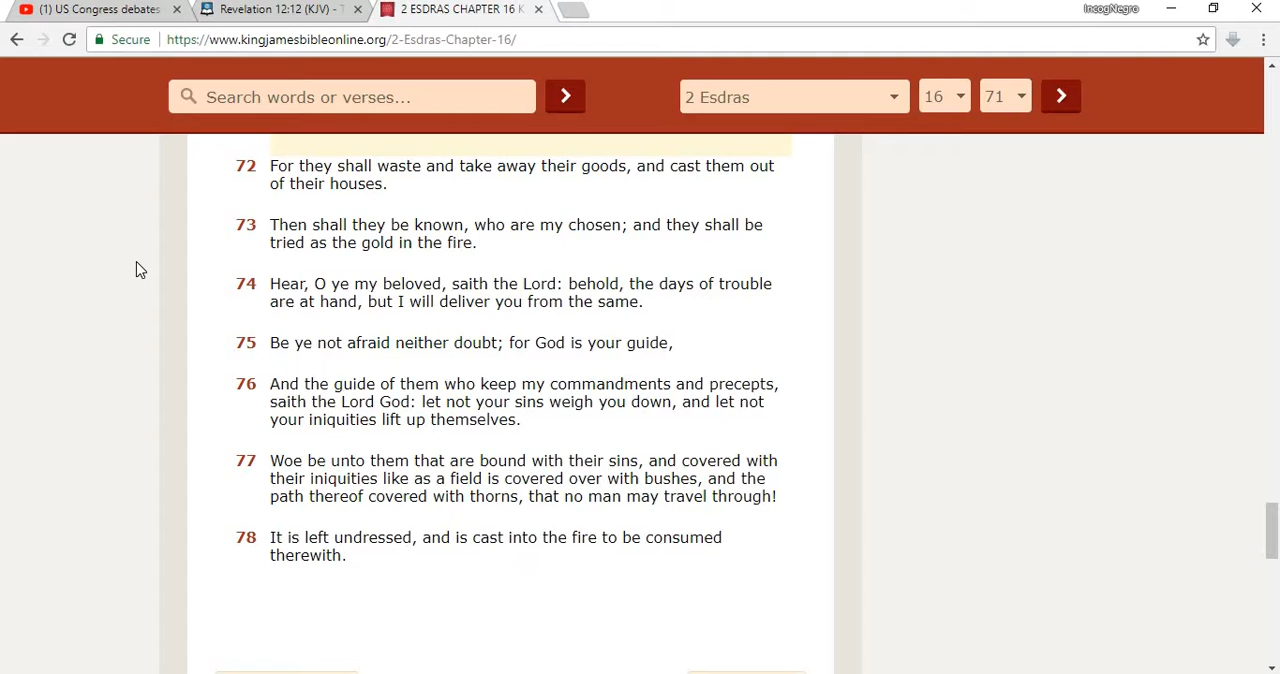 (1) US Congress debates
Revelation 12:12 (KJV) - T
2 ESDRAS CHAPTER 16 K
IncogNegro
Secure
https://www.kingjamesbibleonline.org/2-Esdras-Chapter-16/
Search words or verses...
2 Esdras
16
71
72 For they shall waste and take away their goods, and cast them out
of their houses.
73 Then shall they be known, who are my chosen; and they shall be
tried as the gold in the fire.
74 Hear, O ye my beloved, saith the Lord: behold, the days of trouble
are at hand, but I will deliver you from the same.
75 Be ye not afraid neither doubt; for God is your guide,
76 And the guide of them who keep my commandments and precepts,
saith the Lord God: let not your sins weigh you down, and let not
your iniquities lift up themselves.
77 Woe be unto them that are bound with their sins, and covered with
their iniquities like as a field is covered over with bushes, and the
path thereof covered with thorns, that no man may travel through!
78 It is left undressed, and is cast into the fire to be consumed
therewith.